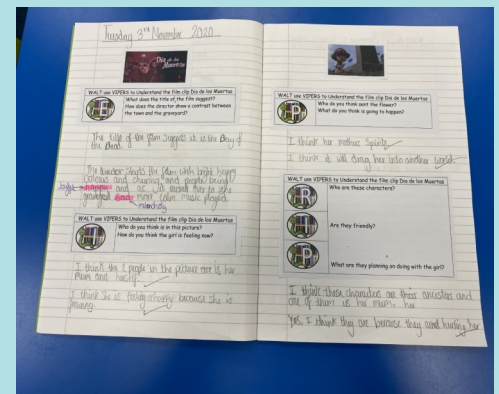 Tuesday 3rd November 2020
Dia de los
Muertos
WALT use VIPERS to Understand the film clip Dia de los Muertos
What does the title of the film suggest?
How does the director show a contrast between
the town and the graveyard?
The title of the film suggests it is the Day of
the Dead.
The director starts the film with bright happy
colours and cheering and people being
and as it moved over to the
graveyard more calm music played.
WALT use VIPERS to Understand the film clip Dia de los Muertos
Who do you think is in this picture?
How do you think the girl is feeling now?
I think the people in the picture are is her
Mum and
I think she is feeling because she is
WALT use VIPERS to Understand the film clip Dia de los Muertos
Who do you think sent the flower?
What do you think is going to happen?
I think her mothers Spirit.
I think it will drag her into another world.
WALT use VIPERS to Understand the film clip Dia de los Muertos
R
Who are these characters?
Are they friendly?
What are they planning on doing with the girl?
I think these characters are there ancestors and
one of them is her mum. her
Yes. I think they are because they arent hurting her